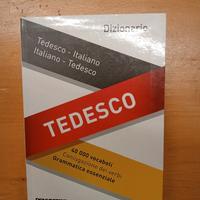 Dizionario
Tedesco - Italiano
Italiano - Tedesco
TEDESCO
40 000 vocaboli
Coniugazione dei verbi
Grammatica essenziale